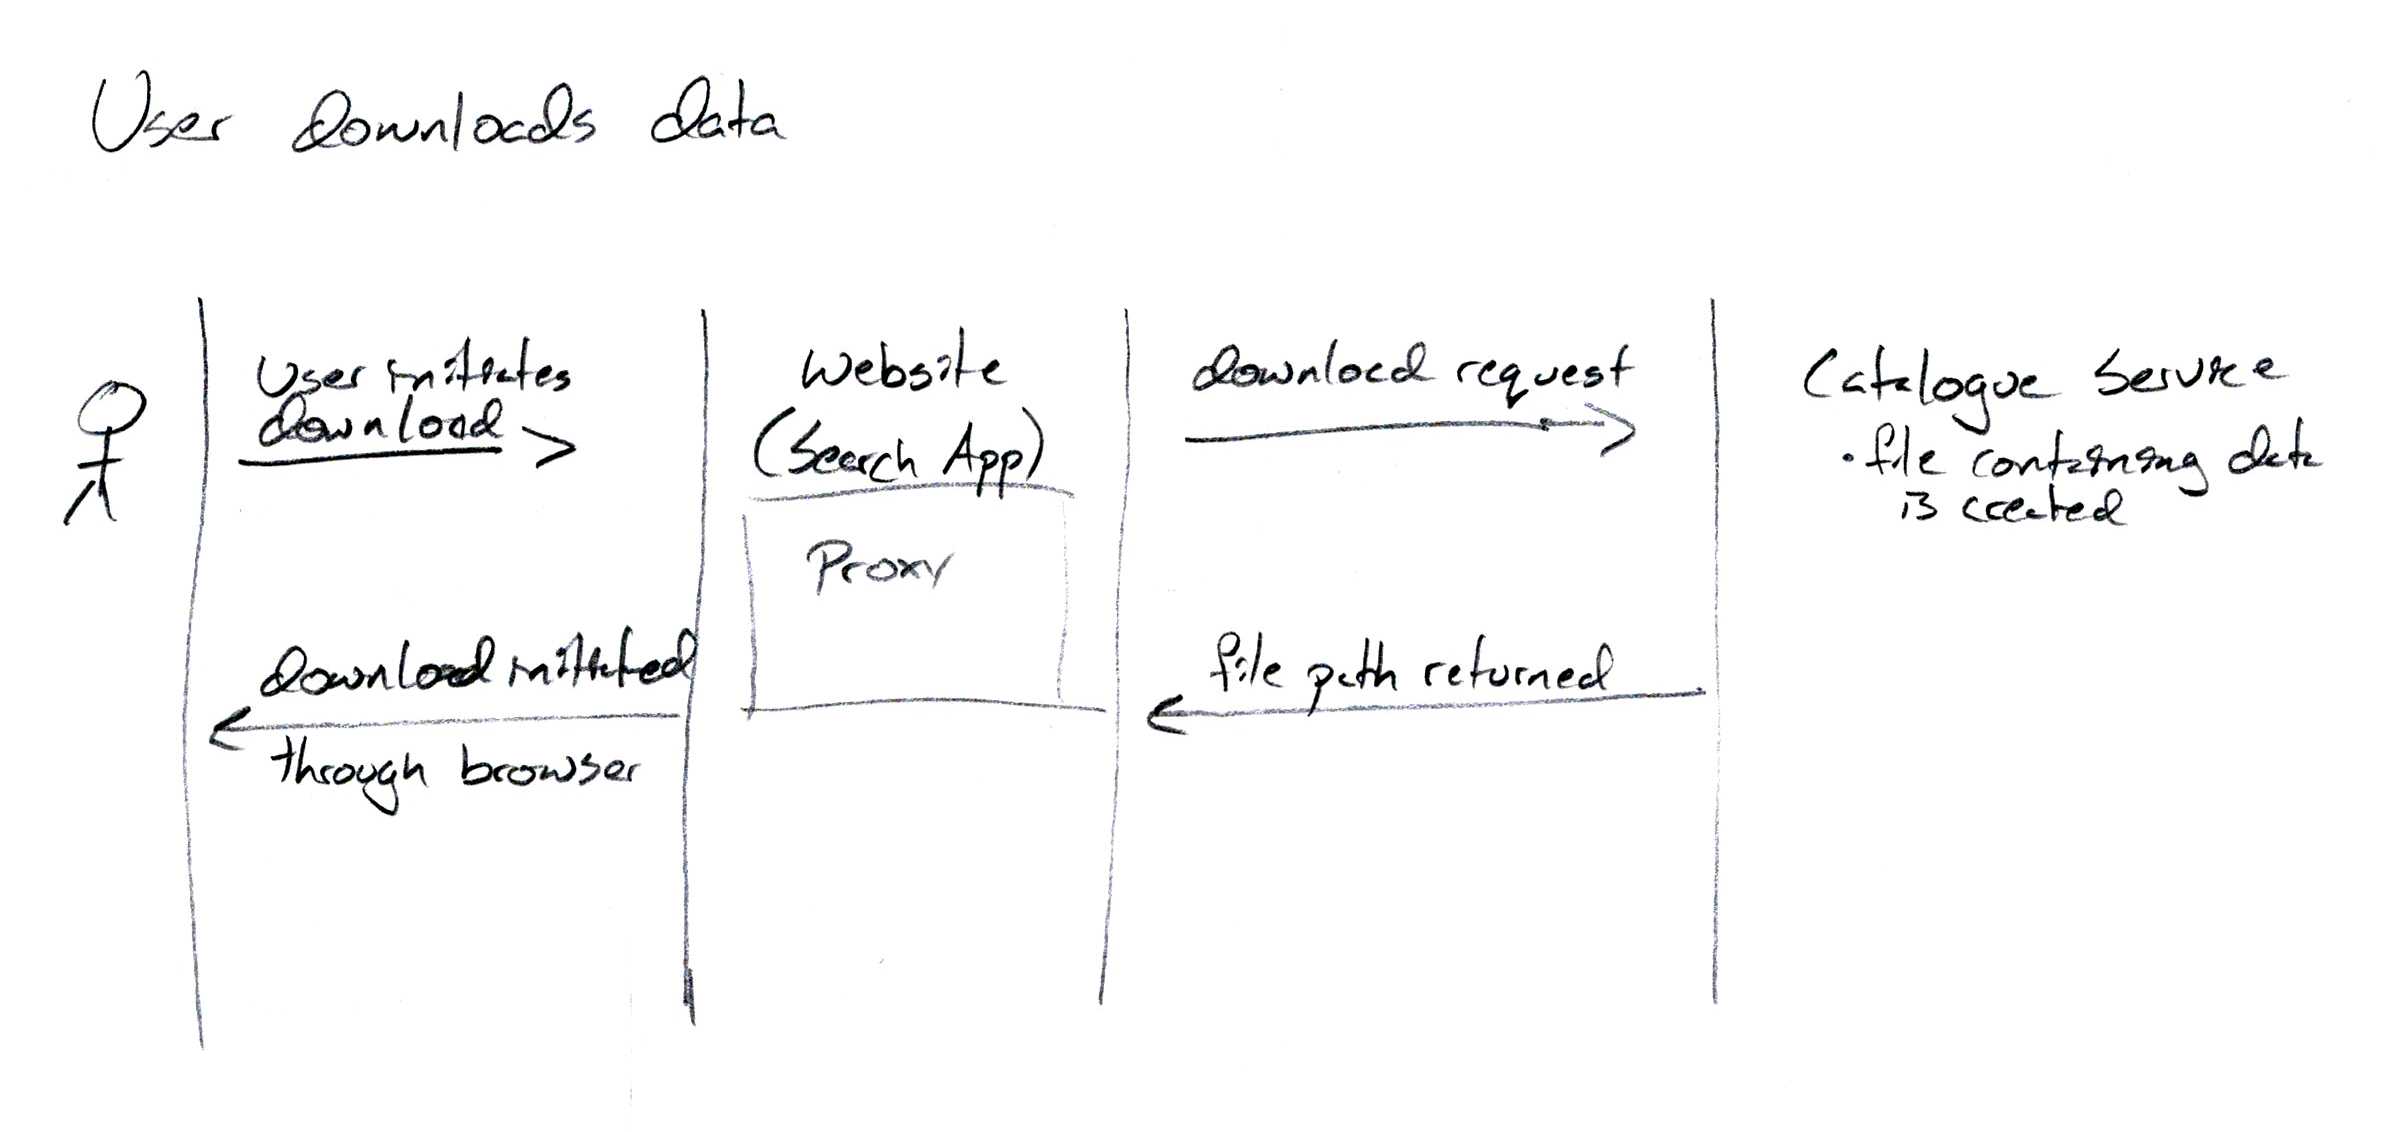 User downloads data
User initiates
download
Website
(Search App)
Proxy
download request
Catalogue Service
• file containing data
is created
file path returned
download initiated
through browser